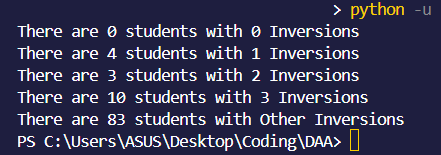 > python -u
There are 0 students with 0 Inversions
There are 4 students with 1 Inversions
There are 3 students with 2 Inversions
There are 10 students with 3 Inversions
There are 83 students with Other Inversions
PS C:\Users\ASUS\Desktop\Coding\DAA>